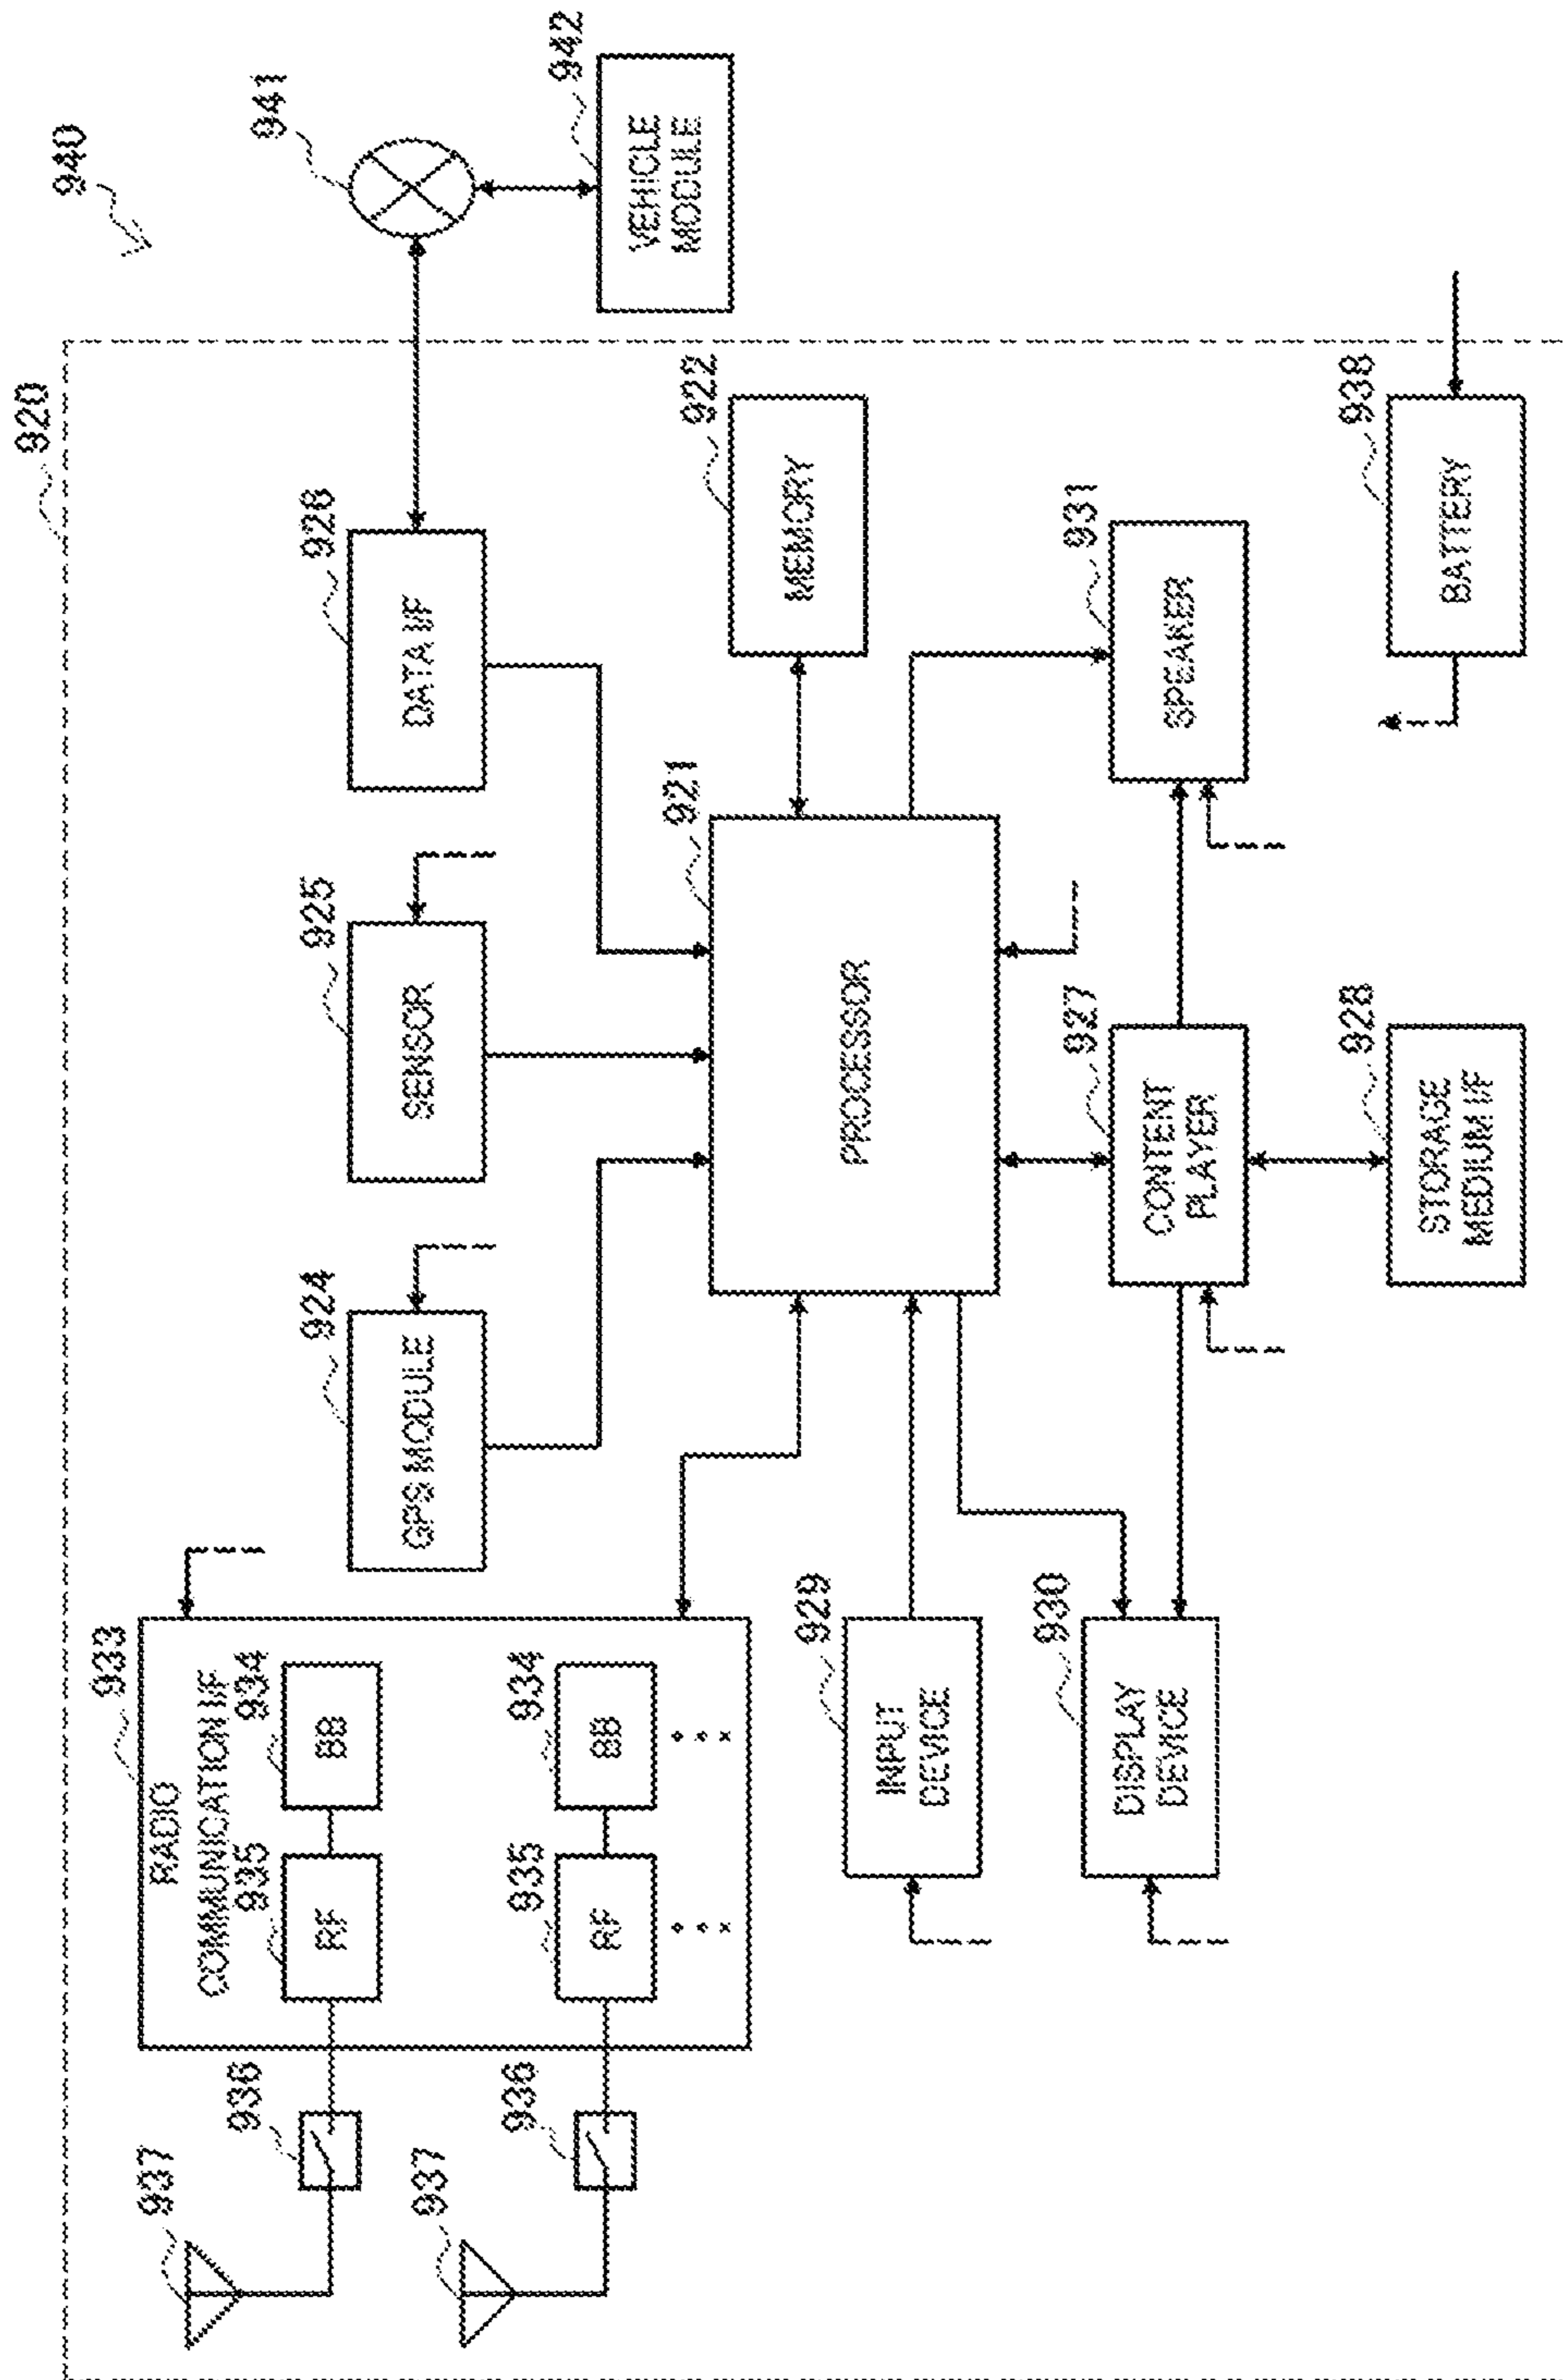 920
940
933
RADIO
COMMUNICATION I/F
937
936
935
934
RF
BB
924
GPS MODULE
925
SENSOR
926
DATA I/F
941
937
936
935
934
RF
BB
942
VEHICLE
MODULE
921
PROCESSOR
922
MEMORY
929
INPUT
DEVICE
930
DISPLAY
DEVICE
927
CONTENT
PLAYER
931
SPEAKER
928
STORAGE
MEDIUM I/F
938
BATTERY